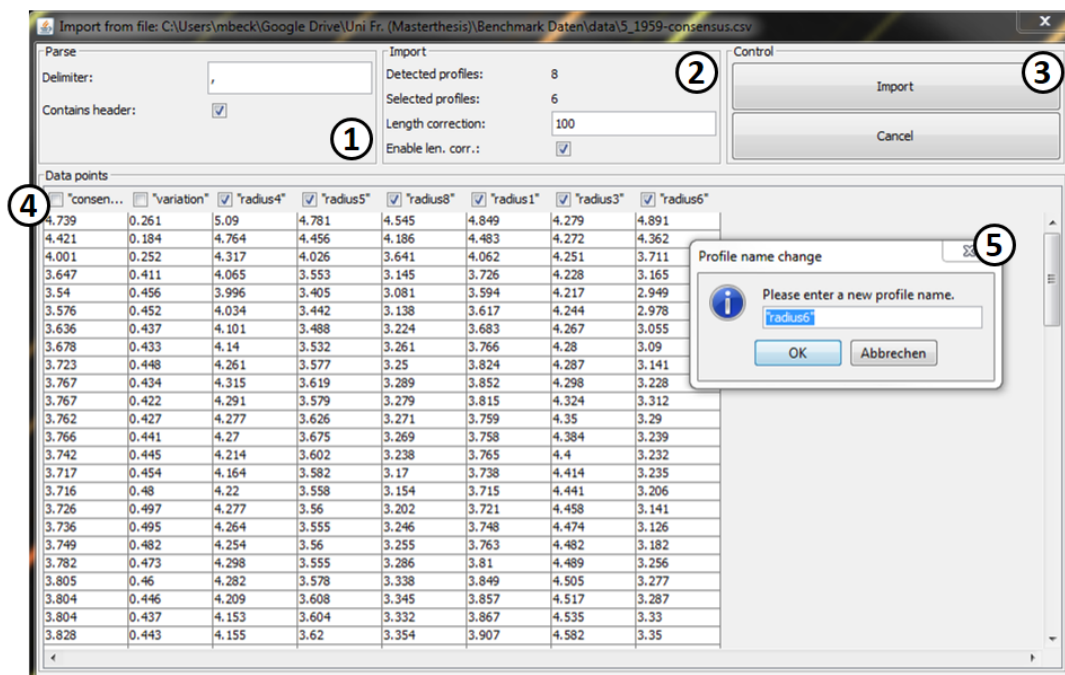 Import from file: C:\Users\mbeck\Google Drive\Uni Fr. (Masterthesis)\Benchmark Daten\data\5_1959-consensus.csv
x
Parse
Delimiter:
,
Contains header:
1
Import
Detected profiles: 8
Selected profiles: 6
Length correction: 100
Enable len. corr.:
2
Control
Import
Cancel
3
Data points
4
"consen... "variation" "radius4" "radius5" "radius8" "radius1" "radius3" "radius6"
4.739 0.261 5.09 4.781 4.545 4.849 4.279 4.891
4.421 0.184 4.764 4.456 4.186 4.483 4.272 4.362
4.001 0.252 4.317 4.026 3.641 4.062 4.251 3.711
3.647 0.411 4.065 3.553 3.145 3.726 4.228 3.165
3.54 0.456 3.996 3.405 3.081 3.594 4.217 2.949
3.576 0.452 4.034 3.442 3.138 3.617 4.244 2.978
3.636 0.437 4.101 3.488 3.224 3.683 4.267 3.055
3.678 0.433 4.14 3.532 3.261 3.766 4.28 3.09
3.723 0.448 4.261 3.577 3.25 3.824 4.287 3.141
3.767 0.434 4.315 3.619 3.289 3.852 4.298 3.228
3.767 0.422 4.291 3.579 3.279 3.815 4.324 3.312
3.762 0.427 4.277 3.626 3.271 3.759 4.35 3.29
3.766 0.441 4.27 3.675 3.269 3.758 4.384 3.239
3.742 0.445 4.214 3.602 3.238 3.765 4.4 3.232
3.717 0.454 4.164 3.582 3.17 3.738 4.414 3.235
3.716 0.48 4.22 3.558 3.154 3.715 4.441 3.206
3.726 0.497 4.277 3.56 3.202 3.721 4.458 3.141
3.736 0.495 4.264 3.555 3.246 3.748 4.474 3.126
3.749 0.482 4.254 3.56 3.255 3.763 4.482 3.182
3.782 0.473 4.298 3.555 3.286 3.81 4.489 3.256
3.805 0.46 4.282 3.578 3.338 3.849 4.505 3.277
3.804 0.446 4.209 3.608 3.345 3.857 4.517 3.287
3.804 0.437 4.153 3.604 3.332 3.867 4.535 3.33
3.828 0.443 4.155 3.62 3.354 3.907 4.582 3.35
Profile name change
5
Please enter a new profile name.
"radius6"
OK
Abbrechen